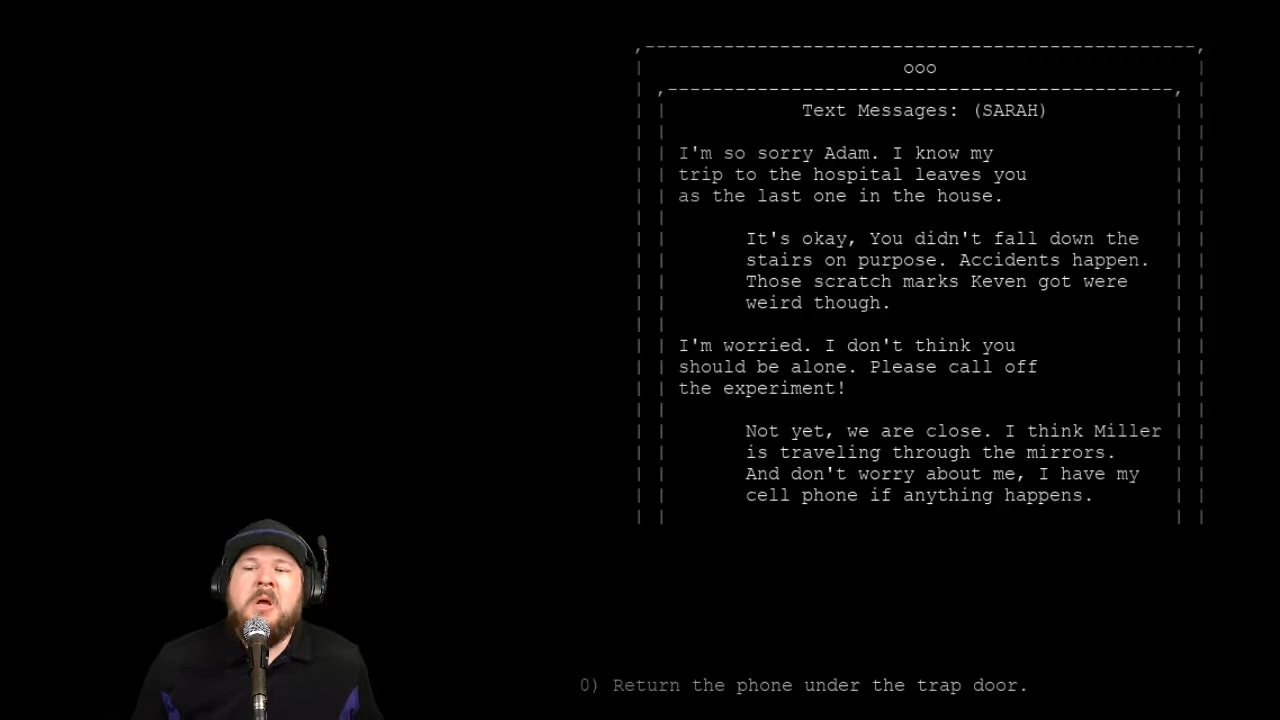 ooo
Text Messages: (SARAH)
I'm so sorry Adam. I know my
trip to the hospital leaves you
as the last one in the house.
It's okay, You didn't fall down the
stairs on purpose. Accidents happen.
Those scratch marks Keven got were
weird though.
I'm worried. I don't think you
should be alone. Please call off
the experiment!
Not yet, we are close. I think Miller
is traveling through the mirrors.
And don't worry about me, I have my
cell phone if anything happens.
0) Return the phone under the trap door.